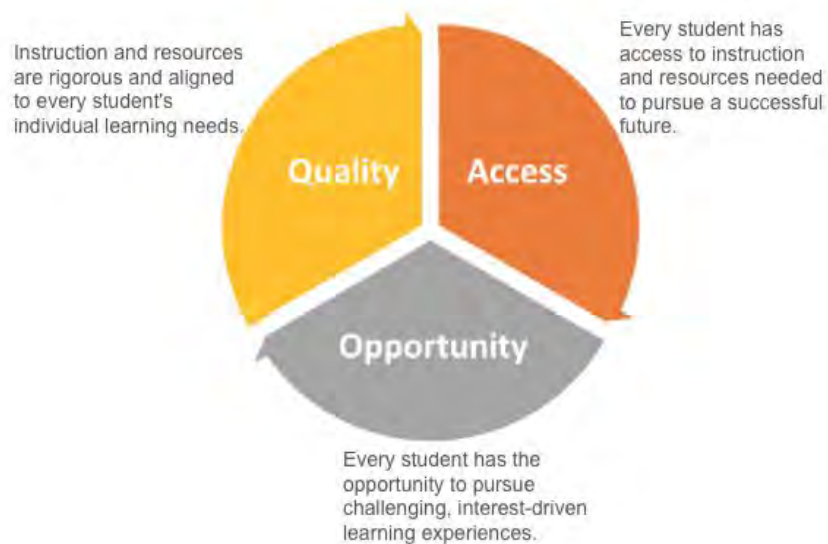 Instruction and resources
are rigorous and aligned
to every student's
individual learning needs.
Quality
Access
Every student has
access to instruction
and resources needed
to pursue a successful
future.
Opportunity
Every student has the
opportunity to pursue
challenging, interest-driven
learning experiences.